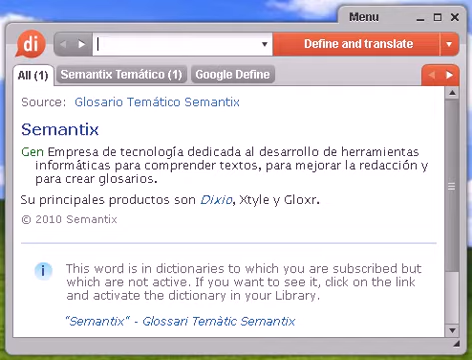 Menu
di
Define and translate
All (1)
Semantix Temático (1)
Google Define
Source: Glosario Temático Semantix
Semantix
Gen Empresa de tecnología dedicada al desarrollo de herramientas
informáticas para comprender textos, para mejorar la redacción y
para crear glosarios.
Su principales productos son Dixio, Xtyle y Gloxr.
© 2010 Semantix
i
This word is in dictionaries to which you are subscribed but
which are not active. If you want to see it, click on the link
and activate the dictionary in your Library.
"Semantix" - Glossari Temàtic Semantix